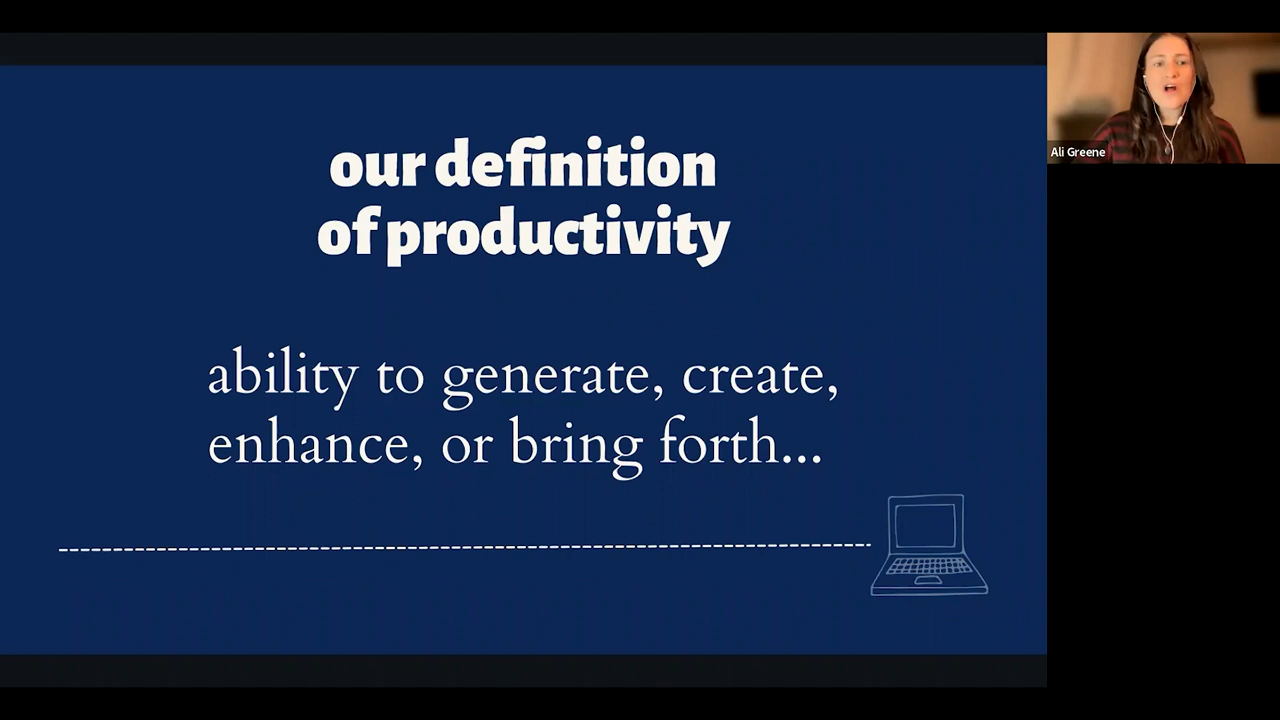 our definition
of productivity
ability to generate, create,
enhance, or bring forth...
Ali Greene